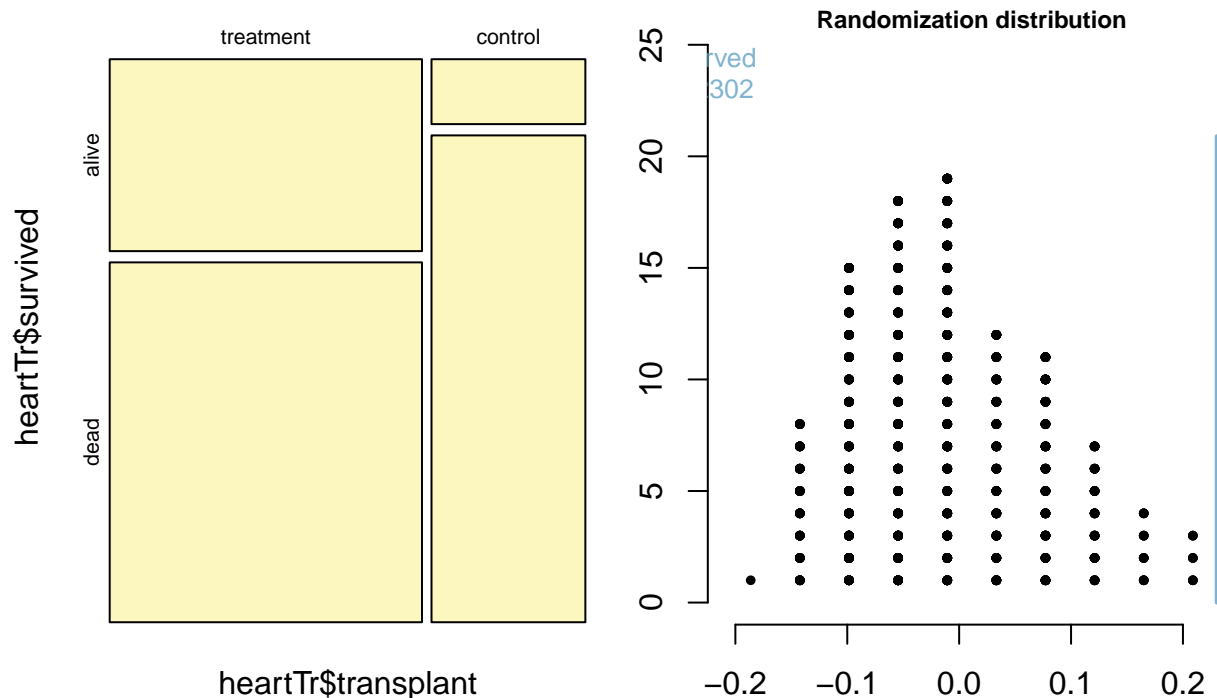 treatment
control
alive
dead
heartTr$survived
heartTr$transplant
Randomization distribution
25
20
15
10
5
0
rved
302
−0.2
−0.1
0.0
0.1
0.2